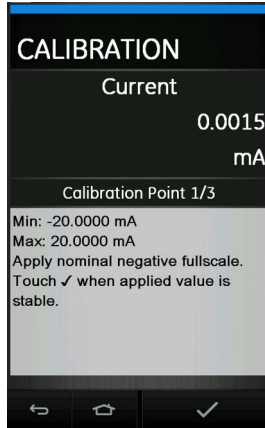 CALIBRATION
Current
0.0015
mA
Calibration Point 1/3
Min: -20.0000 mA
Max: 20.0000 mA
Apply nominal negative fullscale.
Touch ✓ when applied value is
stable.